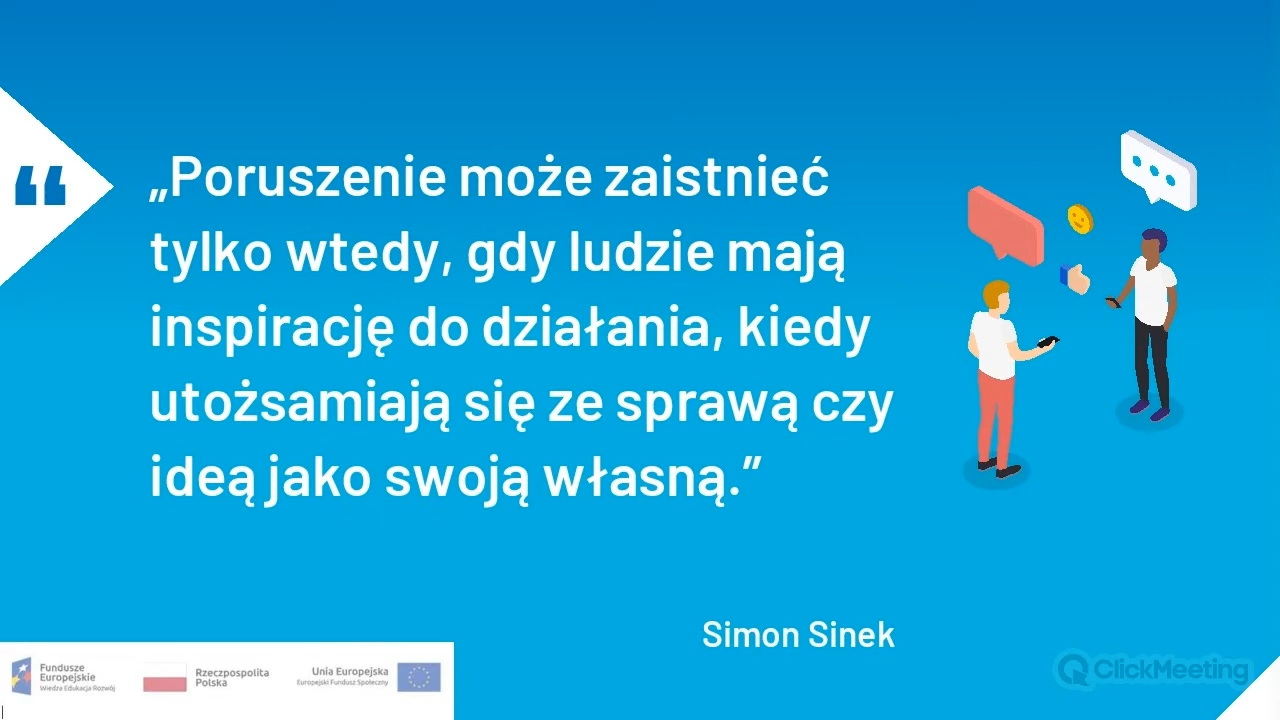 “
„Poruszenie może zaistnieć
tylko wtedy, gdy ludzie mają
inspirację do działania, kiedy
utożsamiają się ze sprawą czy
ideą jako swoją własną.”
Simon Sinek
Fundusze
Europejskie
Wiedza Edukacja Rozwój
Rzeczpospolita
Polska
Unia Europejska
Europejski Fundusz Społeczny
ClickMeeting